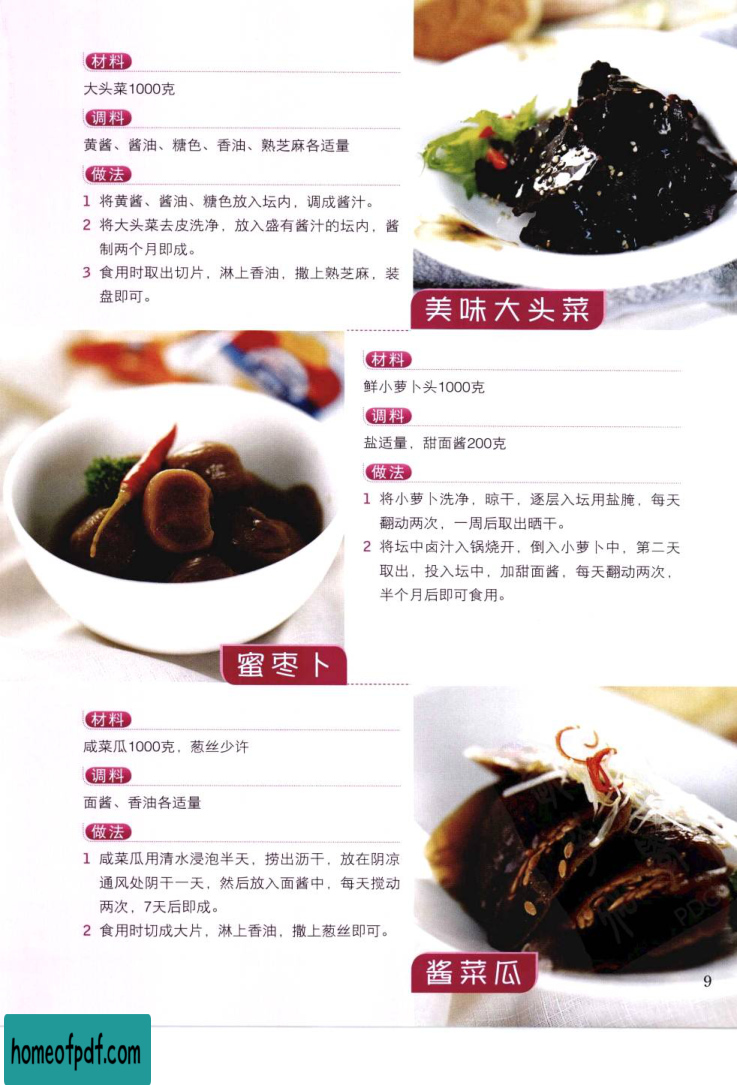 材料
大头菜1000克
调料
黄酱、酱油、糖色、香油、熟芝麻各适量
做法
1 将黄酱、酱油、糖色放入坛内，调成酱汁。
2 将大头菜去皮洗净，放入盛有酱汁的坛内，酱
制两个月即成。
3 食用时取出切片，淋上香油，撒上熟芝麻，装
盘即可。
美味大头菜
材料
鲜小萝卜头1000克
调料
盐适量，甜面酱200克
做法
1 将小萝卜洗净，晾干，逐层入坛用盐腌，每天
翻动两次，一周后取出晒干。
2 将坛中卤汁入锅烧开，倒入小萝卜中，第二天
取出，投入坛中，加甜面酱，每天翻动两次，
半个月后即可食用。
蜜枣卜
材料
咸菜瓜1000克，葱丝少许
调料
面酱、香油各适量
做法
1 咸菜瓜用清水浸泡半天，捞出沥干，放在阴凉
通风处阴干一天，然后放入面酱中，每天搅动
两次，7天后即成。
2 食用时切成大片，淋上香油，撒上葱丝即可。
酱菜瓜
9
homeofpdf.com